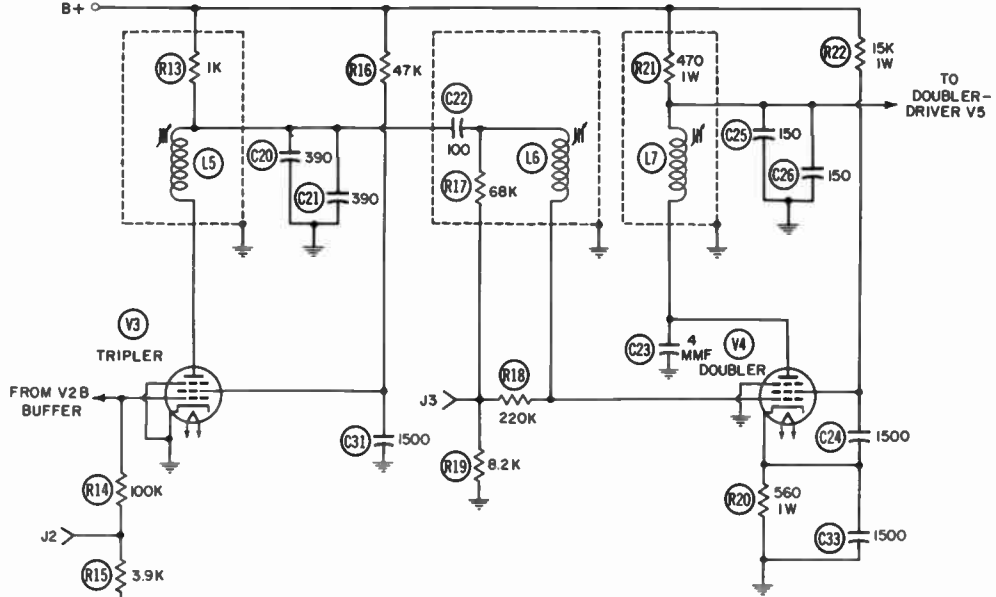 B+
R13
1K
R16
47K
C22
100
R21
470
1W
R22
15K
1W
TO
DOUBLER-
DRIVER V5
L5
C20
390
C21
390
R17
68K
L6
L7
C25
150
C26
150
V3
TRIPLER
C23
4
MMF
V4
DOUBLER
FROM V2B
BUFFER
J3
R18
220K
C31
1500
C24
1500
R14
100K
R19
8.2K
R20
560
1W
C33
1500
J2
R15
3.9K